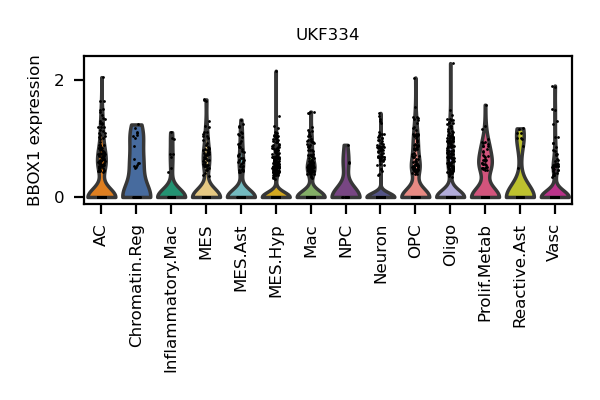 UKF334
BBOX1 expression
2
0
AC
Chromatin.Reg
Inflammatory.Mac
MES
MES.Ast
MES.Hyp
Mac
NPC
Neuron
OPC
Oligo
Prolif.Metab
Reactive.Ast
Vasc